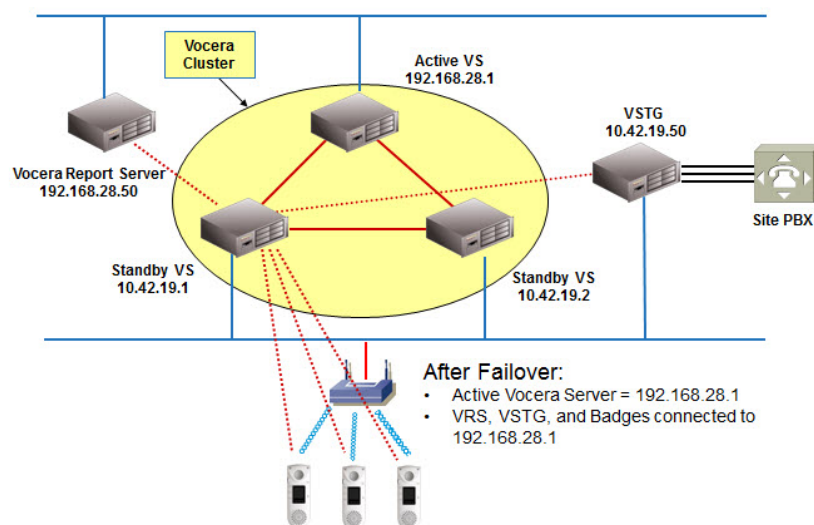 Vocera
Cluster
Active VS
192.168.28.1
VSTG
10.42.19.50
Vocera Report Server
192.168.28.50
Site PBX
Standby VS
10.42.19.1
Standby VS
10.42.19.2
After Failover:
• Active Vocera Server = 192.168.28.1
• VRS, VSTG, and Badges connected to
192.168.28.1